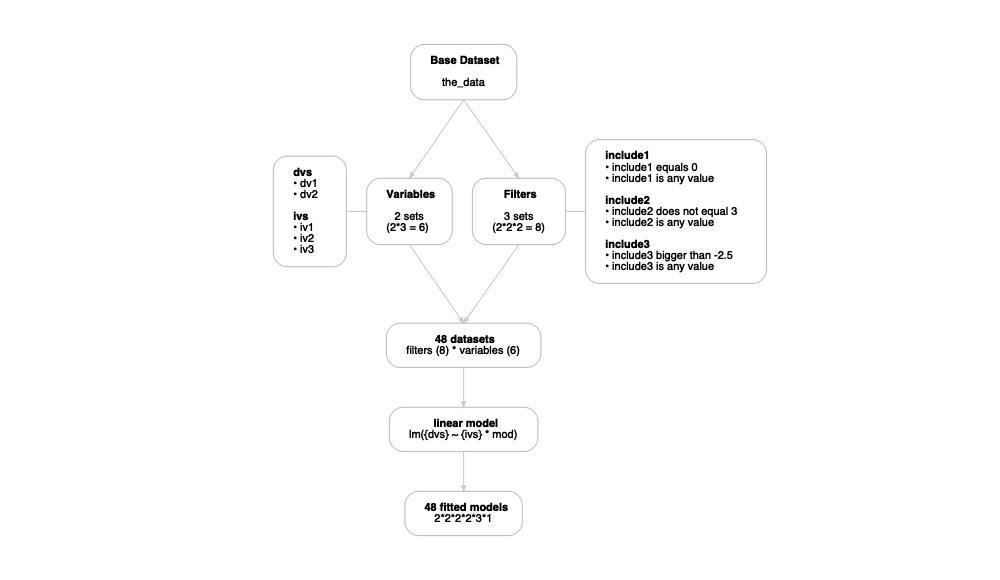 Base Dataset
the_data
dvs
• dv1
• dv2
ivs
• iv1
• iv2
• iv3
Variables
2 sets
(2*3 = 6)
Filters
3 sets
(2*2*2 = 8)
include1
• include1 equals 0
• include1 is any value
include2
• include2 does not equal 3
• include2 is any value
include3
• include3 bigger than -2.5
• include3 is any value
48 datasets
filters (8) * variables (6)
linear model
lm({dvs} ~ {ivs} * mod)
48 fitted models
2*2*2*2*3*1